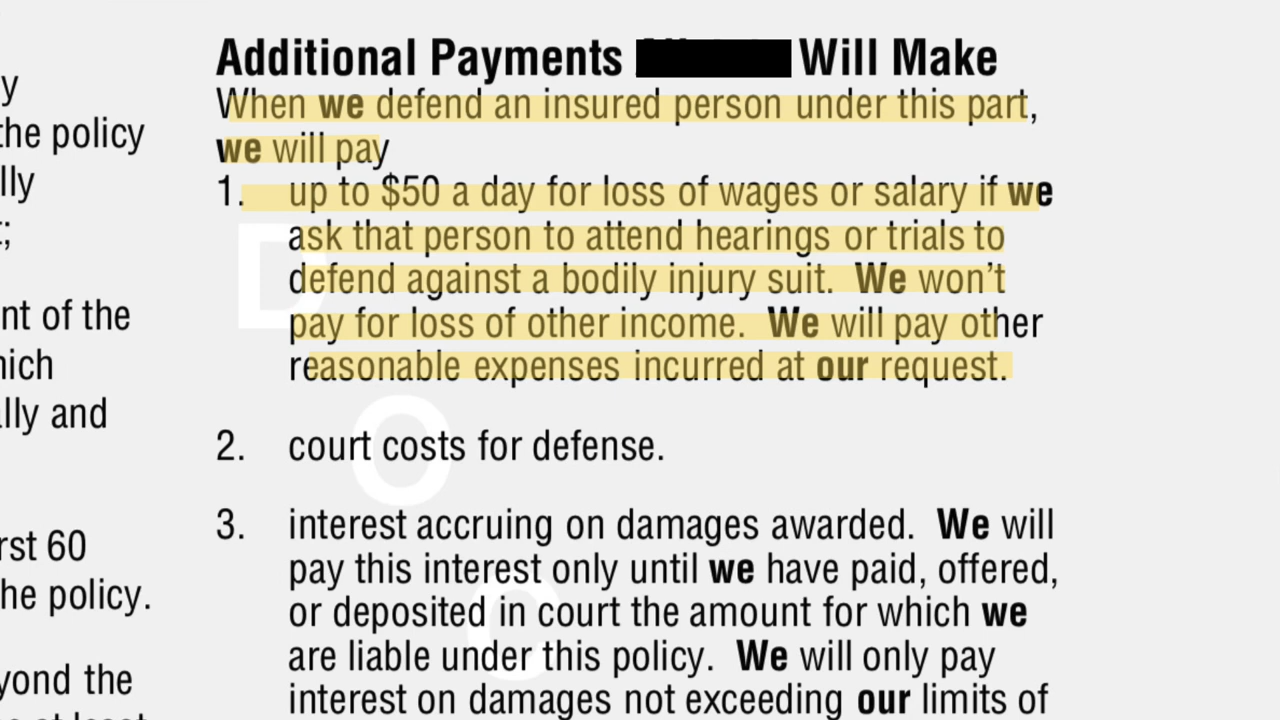 y
the policy
lly
t;
nt of the
hich
ally and
rst 60
he policy.
yond the
Additional Payments Will Make
When we defend an insured person under this part,
we will pay
1. up to $50 a day for loss of wages or salary if we
ask that person to attend hearings or trials to
defend against a bodily injury suit. We won't
pay for loss of other income. We will pay other
reasonable expenses incurred at our request.
2. court costs for defense.
3. interest accruing on damages awarded. We will
pay this interest only until we have paid, offered,
or deposited in court the amount for which we
are liable under this policy. We will only pay
interest on damages not exceeding our limits of
D
O
C